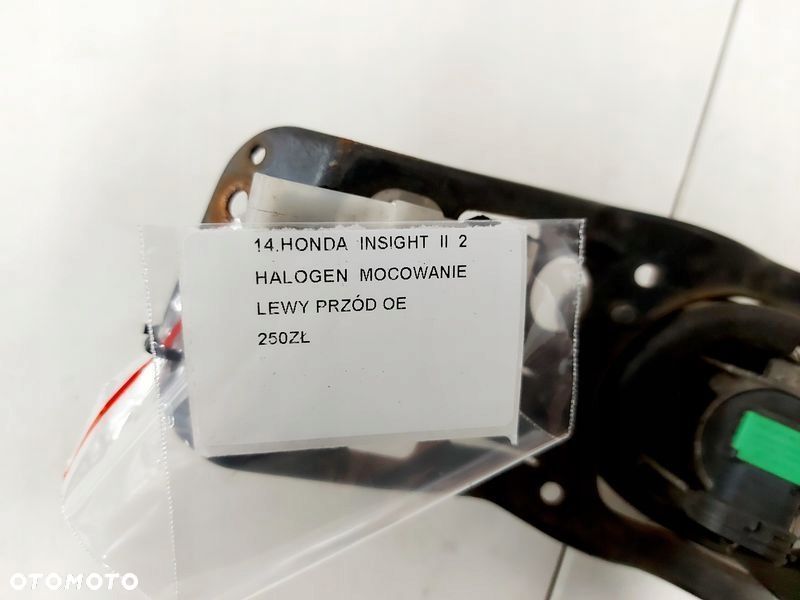 14.HONDA INSIGHT II 2
HALOGEN MOCOWANIE
LEWY PRZÓD OE
250ZŁ
OTOMOTO